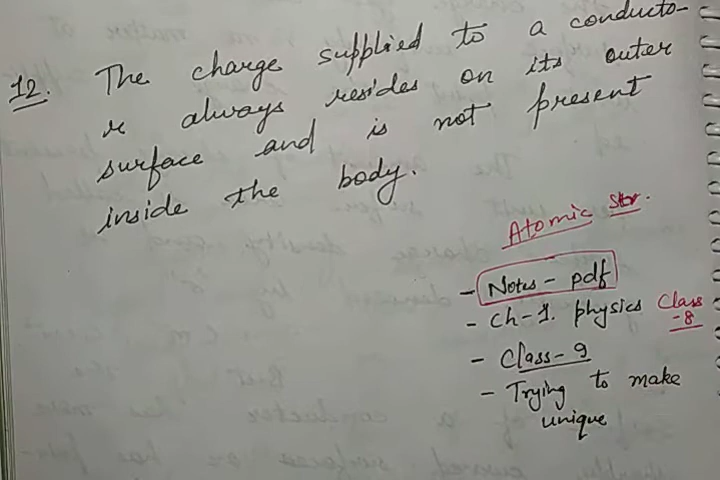 12. The charge supplied to a conducto-
r always resides on its outer
surface and is not present
inside the body.
Atomic Str.
- Notes - pdf
- Ch-1. physics Class
-8
- Class-9
- Trying to make
unique